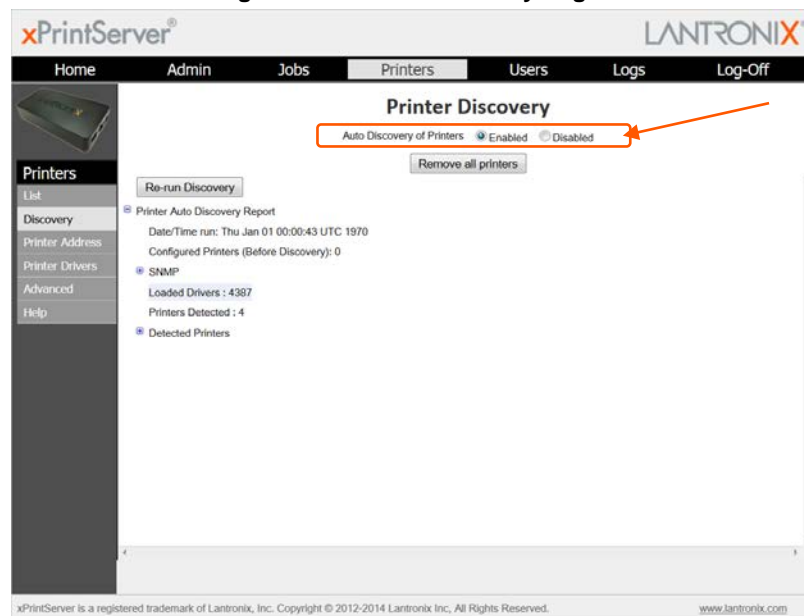 xPrintServer®
LANTRONIX
Home Admin Jobs Printers Users Logs Log-Off
Printer Discovery
Auto Discovery of Printers Enabled Disabled
Remove all printers
Printers
List
Discovery
Printer Address
Printer Drivers
Advanced
Help
Re-run Discovery
Printer Auto Discovery Report
Date/Time run: Thu Jan 01 00:00:43 UTC 1970
Configured Printers (Before Discovery): 0
SNMP
Loaded Drivers : 4387
Printers Detected : 4
Detected Printers
xPrintServer is a registered trademark of Lantronix, Inc. Copyright © 2012-2014 Lantronix Inc, All Rights Reserved. www.lantronix.com